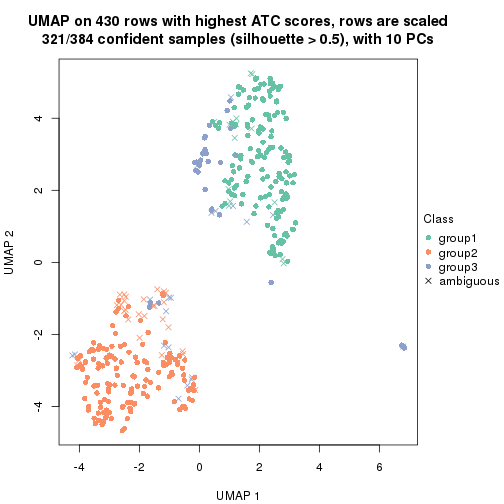 UMAP on 430 rows with highest ATC scores, rows are scaled
321/384 confident samples (silhouette > 0.5), with 10 PCs
UMAP 2
4
2
0
-2
-4
-4 -2 0 2 4 6
UMAP 1
Class
group1
group2
group3
ambiguous